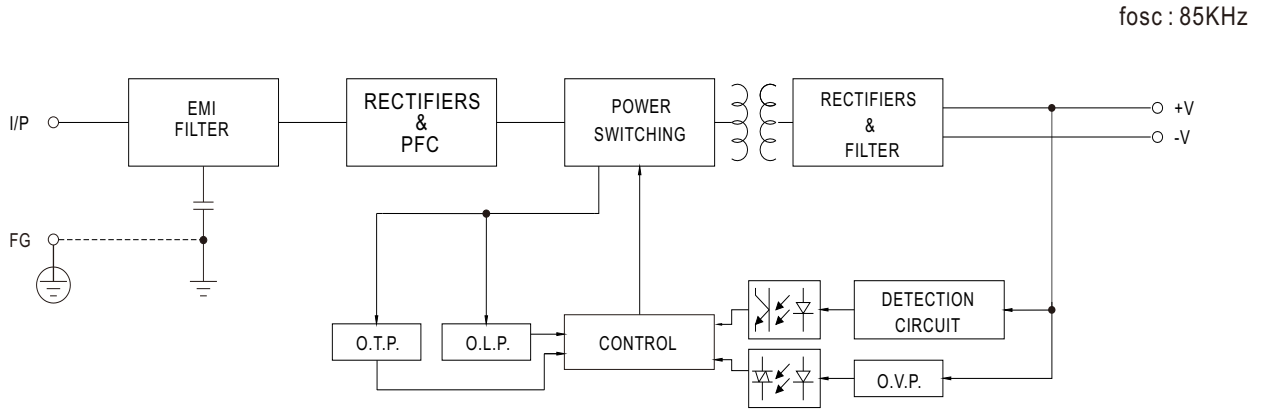 fosc : 85KHz
I/P
EMI
FILTER
RECTIFIERS
&
PFC
POWER
SWITCHING
RECTIFIERS
&
FILTER
+V
-V
FG
O.T.P.
O.L.P.
CONTROL
DETECTION
CIRCUIT
O.V.P.